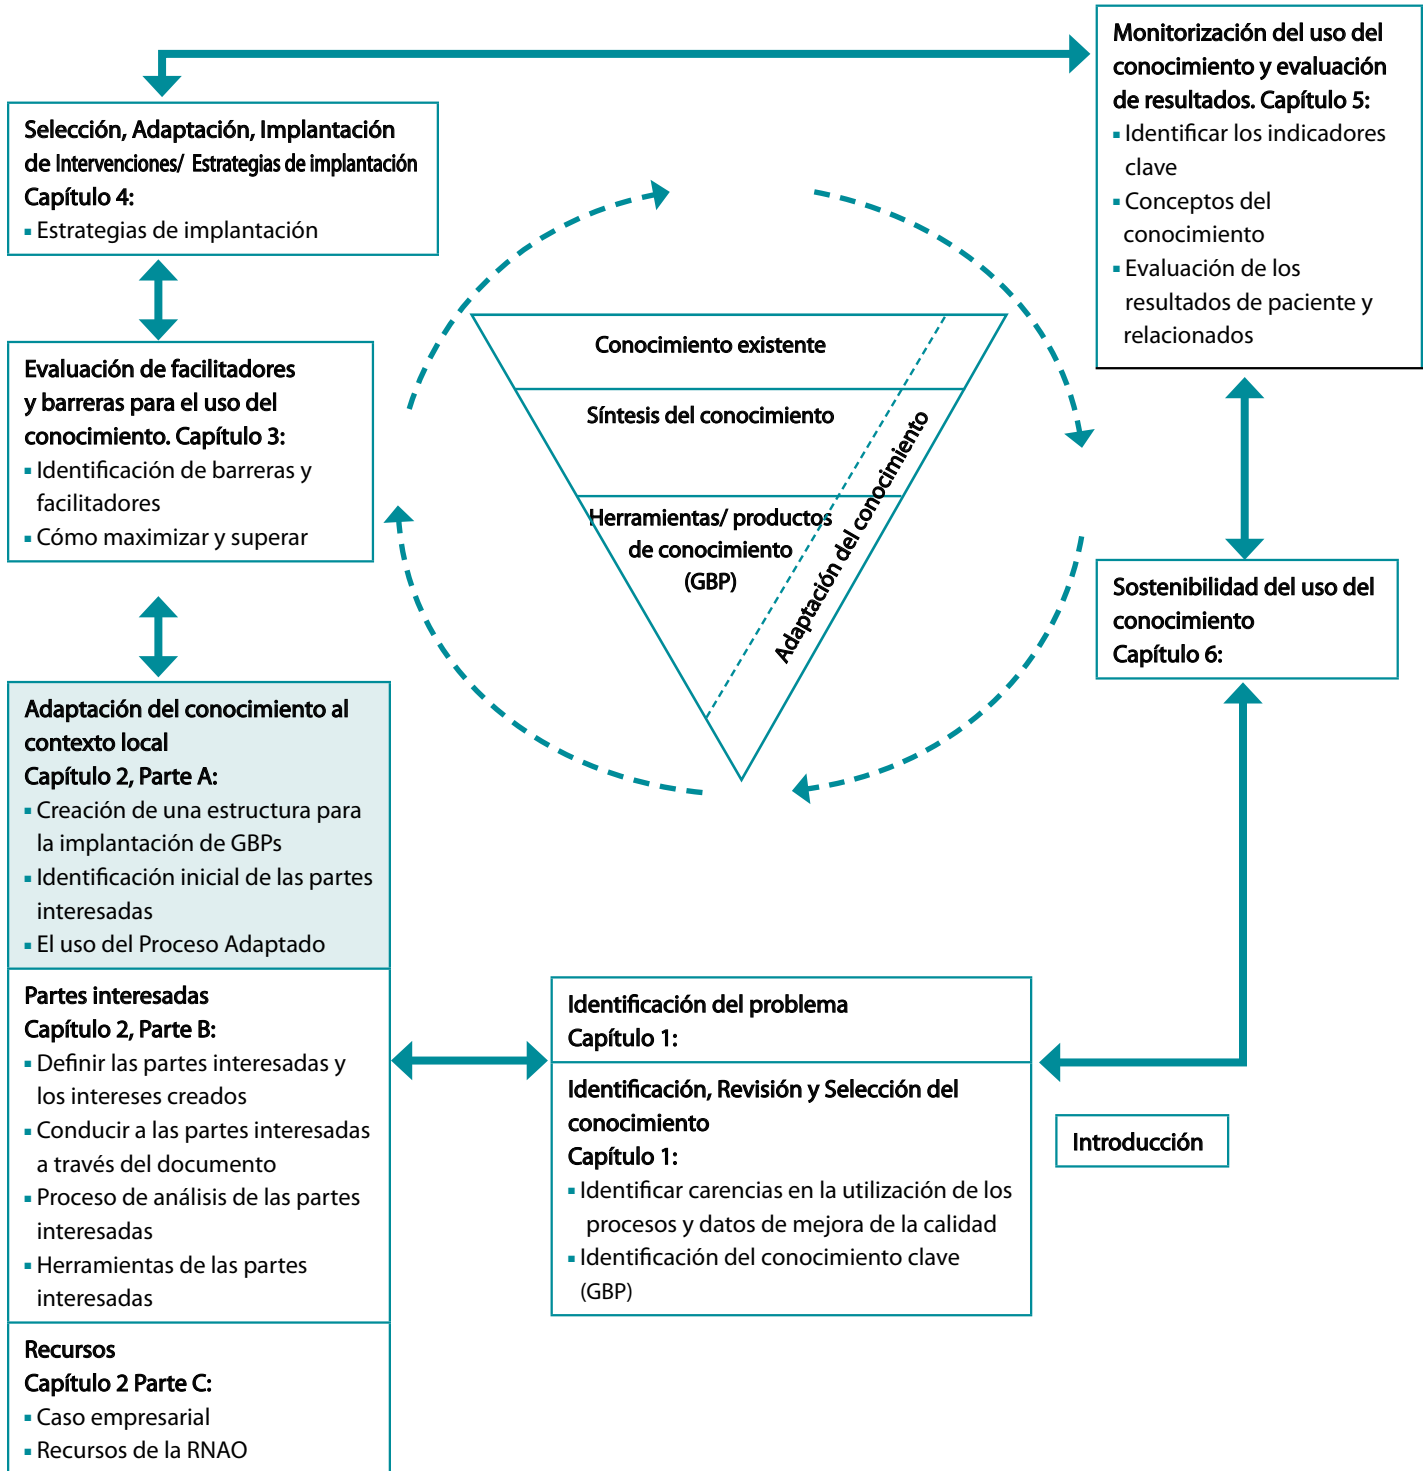 Monitorización del uso del
conocimiento y evaluación
de resultados. Capítulo 5:
▪ Identificar los indicadores
clave
▪ Conceptos del
conocimiento
▪ Evaluación de los
resultados de paciente y
relacionados
Selección, Adaptación, Implantación
de Intervenciones/ Estrategias de implantación
Capítulo 4:
▪ Estrategias de implantación
Evaluación de facilitadores
y barreras para el uso del
conocimiento. Capítulo 3:
▪ Identificación de barreras y
facilitadores
▪ Cómo maximizar y superar
Conocimiento existente
Síntesis del conocimiento
Herramientas/ productos
de conocimiento
(GBP)
Adaptación del conocimiento
Sostenibilidad del uso del
conocimiento
Capítulo 6:
Adaptación del conocimiento al
contexto local
Capítulo 2, Parte A:
▪ Creación de una estructura para
la implantación de GBPs
▪ Identificación inicial de las partes
interesadas
▪ El uso del Proceso Adaptado
Partes interesadas
Capítulo 2, Parte B:
▪ Definir las partes interesadas y
los intereses creados
▪ Conducir a las partes interesadas
a través del documento
▪ Proceso de análisis de las partes
interesadas
▪ Herramientas de las partes
interesadas
Recursos
Capítulo 2 Parte C:
▪ Caso empresarial
▪ Recursos de la RNAO
Identificación del problema
Capítulo 1:
Identificación, Revisión y Selección del
conocimiento
Capítulo 1:
▪ Identificar carencias en la utilización de los
procesos y datos de mejora de la calidad
▪ Identificación del conocimiento clave
(GBP)
Introducción